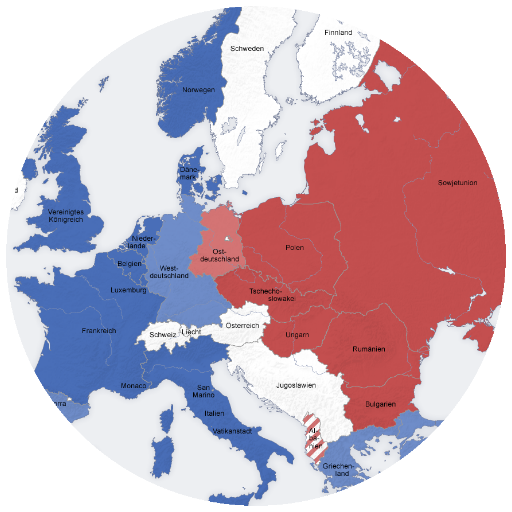 Schweden
Finnland
Norwegen
Däne-
mark
Sowjetunion
d
Vereinigtes
Königreich
Nieder-
lande
Belgien
West-
deutschland
Ost-
deutschland
Polen
Luxemburg
Tschecho-
slowakei
Frankreich
Schweiz
Liecht
Österreich
Ungarn
Rumänien
Monaco
San
Marino
Jugoslawien
Italien
Bulgarien
rra
Vatikanstadt
Al-
ba-
nien
Griechen-
land